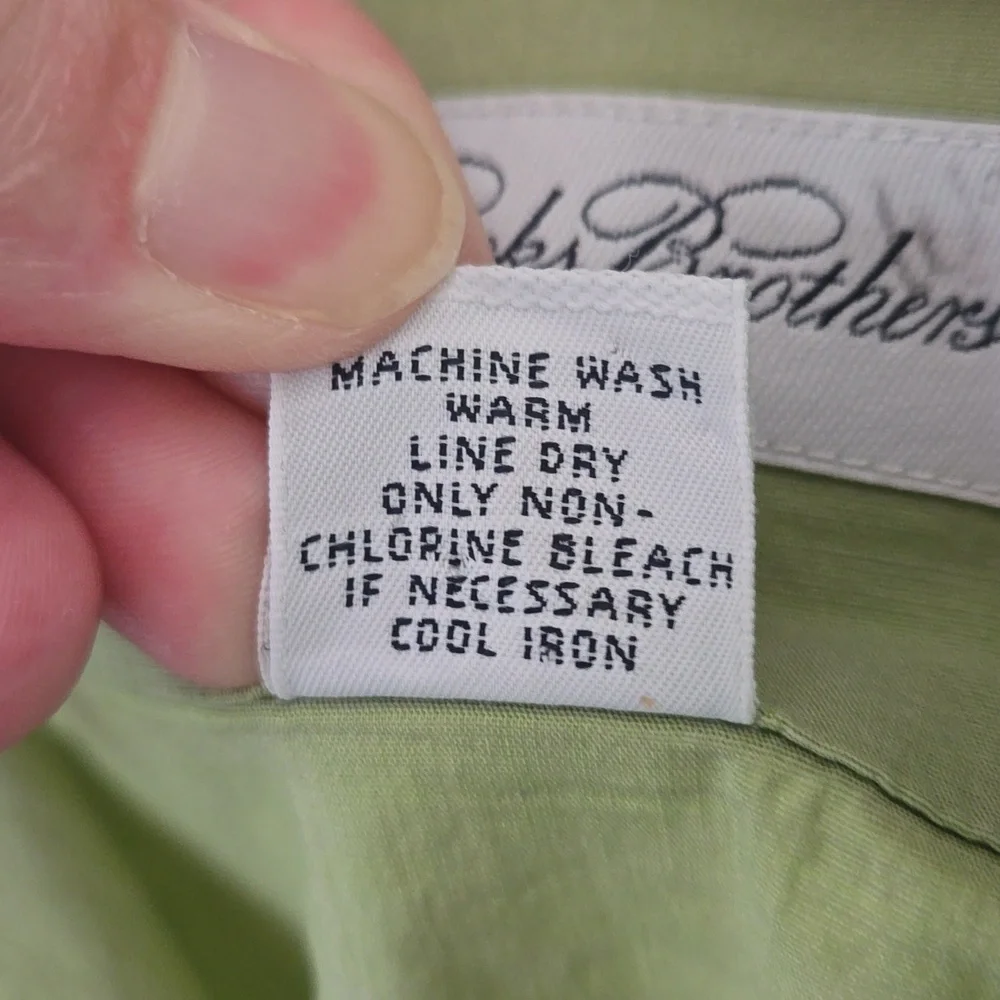 Brothers
MACHINE WASH
WARM
LINE DRY
ONLY NON-
CHLORINE BLEACH
IF NECESSARY
COOL IRON